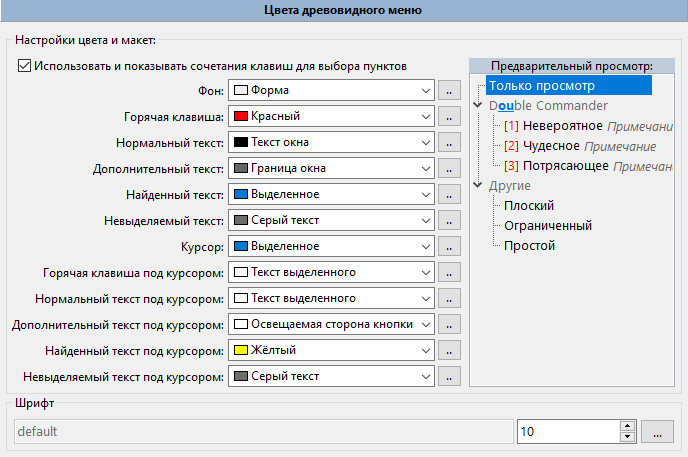 Цвета древовидного меню
Настройки цвета и макет:
Использовать и показывать сочетания клавиш для выбора пунктов
Фон: Форма ..
Горячая клавиша: Красный ..
Нормальный текст: Текст окна ..
Дополнительный текст: Граница окна ..
Найденный текст: Выделенное ..
Невыделяемый текст: Серый текст ..
Курсор: Выделенное ..
Горячая клавиша под курсором: Текст выделенного ..
Нормальный текст под курсором: Текст выделенного ..
Дополнительный текст под курсором: Освещаемая сторона кнопки ..
Найденный текст под курсором: Жёлтый ..
Невыделяемый текст под курсором: Серый текст ..
Предварительный просмотр:
Только просмотр
Double Commander
[1] Невероятное Примечани
[2] Чудесное Примечание
[3] Потрясающее Примечан
Другие
Плоский
Ограниченный
Простой
Шрифт
default 10 ...